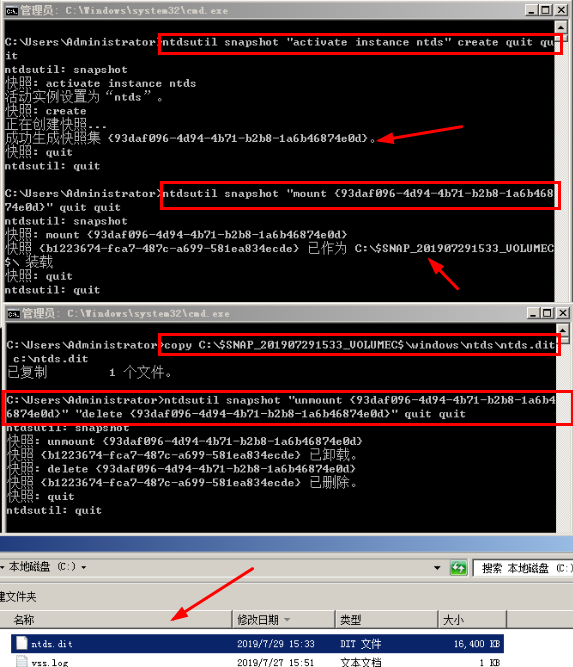 管理员: C:\Windows\system32\cmd.exe
C:\Users\Administrator>ntdsutil snapshot "activate instance ntds" create quit qu
it
ntdsutil: snapshot
快照: activate instance ntds
活动实例设置为“ntds”。
快照: create
正在创建快照...
成功生成快照集 {93daf096-4d94-4b71-b2b8-1a6b46874e0d}。
快照: quit
ntdsutil: quit
C:\Users\Administrator>ntdsutil snapshot "mount {93daf096-4d94-4b71-b2b8-1a6b468
74e0d}" quit quit
ntdsutil: snapshot
快照: mount {93daf096-4d94-4b71-b2b8-1a6b46874e0d}
快照 {b1223674-fca7-487c-a699-581ea834ecde} 已作为 C:\$SNAP_201907291533_VOLUMEC
$\ 装载
快照: quit
ntdsutil: quit
管理员: C:\Windows\system32\cmd.exe
C:\Users\Administrator>copy C:\$SNAP_201907291533_VOLUMEC$\windows\ntds\ntds.dit
c:\ntds.dit
已复制         1 个文件。
C:\Users\Administrator>ntdsutil snapshot "unmount {93daf096-4d94-4b71-b2b8-1a6b4
6874e0d}" "delete {93daf096-4d94-4b71-b2b8-1a6b46874e0d}" quit quit
ntdsutil: snapshot
快照: unmount {93daf096-4d94-4b71-b2b8-1a6b46874e0d}
快照 {b1223674-fca7-487c-a699-581ea834ecde} 已卸载。
快照: delete {93daf096-4d94-4b71-b2b8-1a6b46874e0d}
快照 {b1223674-fca7-487c-a699-581ea834ecde} 已删除。
快照: quit
ntdsutil: quit
本地磁盘 (C:)
搜索 本地磁盘 (C:)
建文件夹
名称 修改日期 类型 大小
ntds.dit 2019/7/29 15:33 DIT 文件 16,400 KB
vss.log 2019/7/27 15:51 文本文档 1 KB